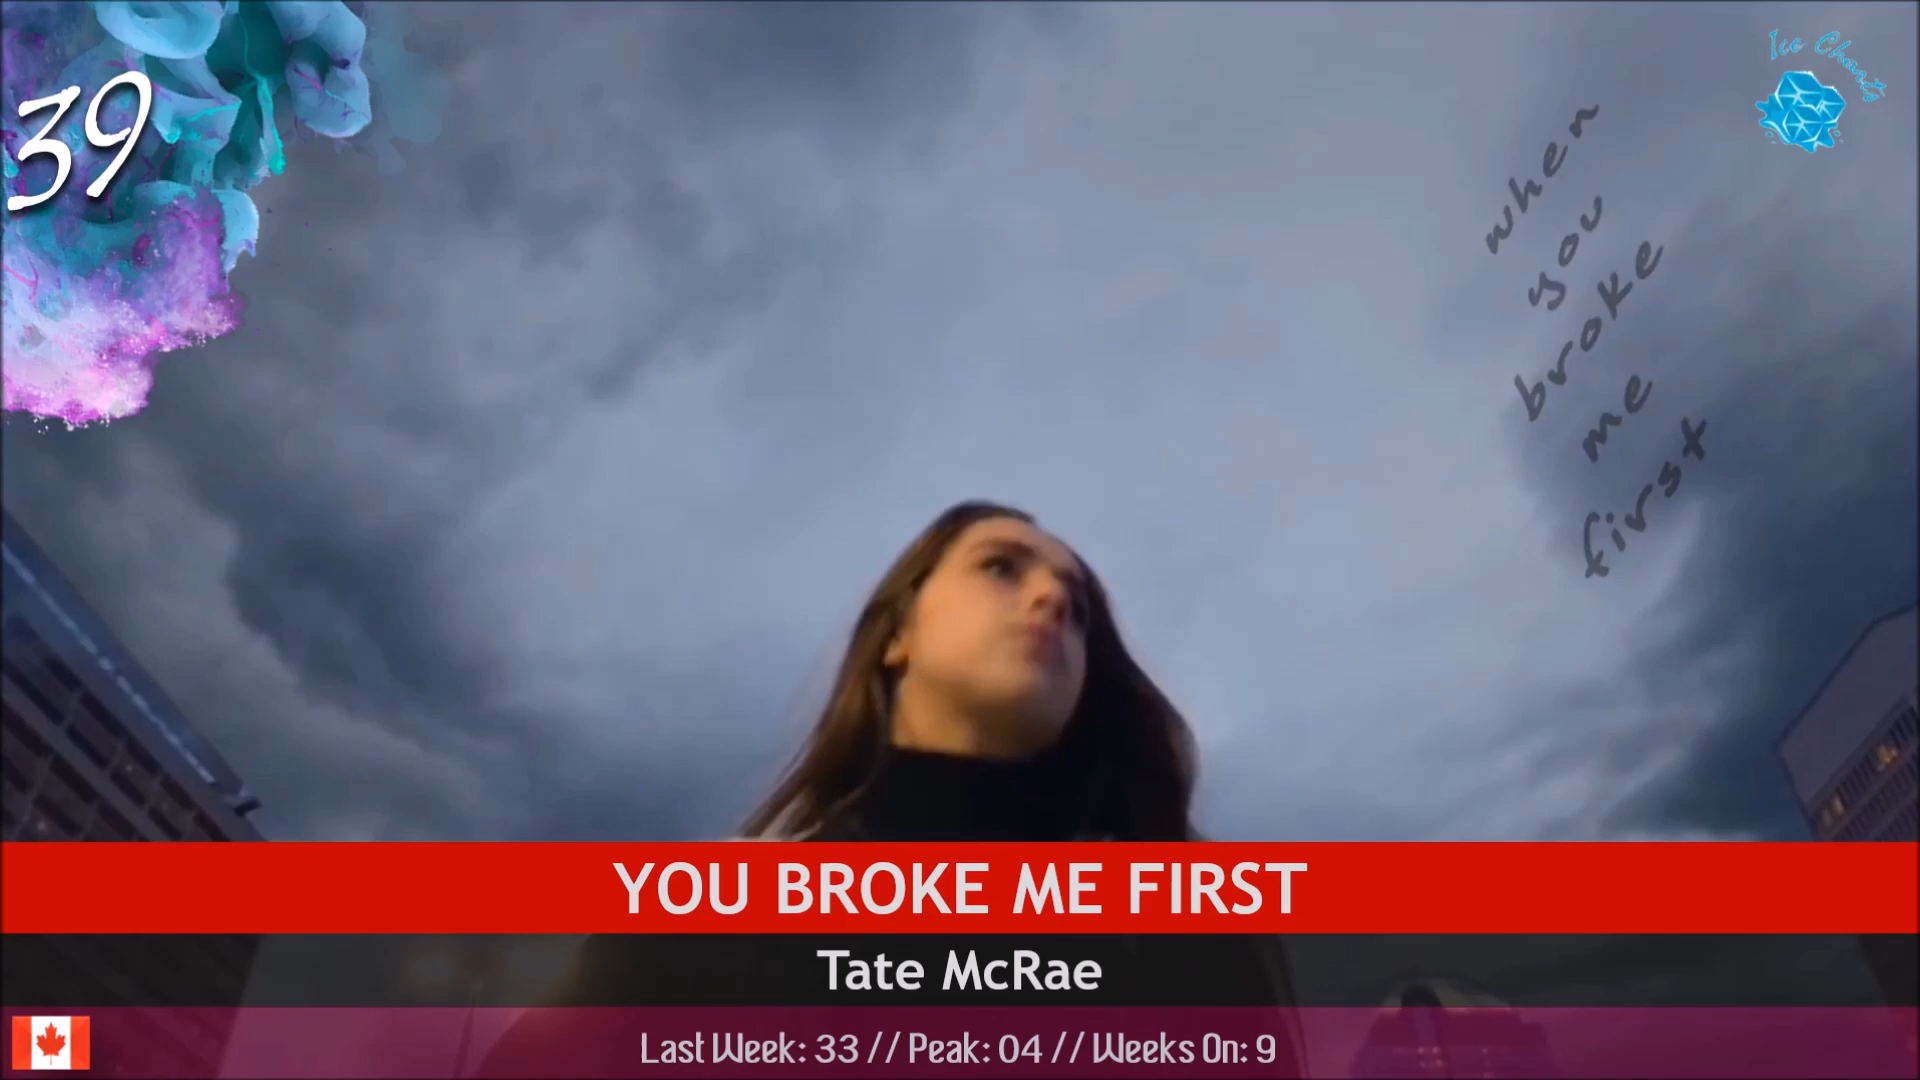 39
Ice Charts
when
you
broke
me
first
YOU BROKE ME FIRST
Tate McRae
Last Week: 33 // Peak: 04 // Weeks On: 9